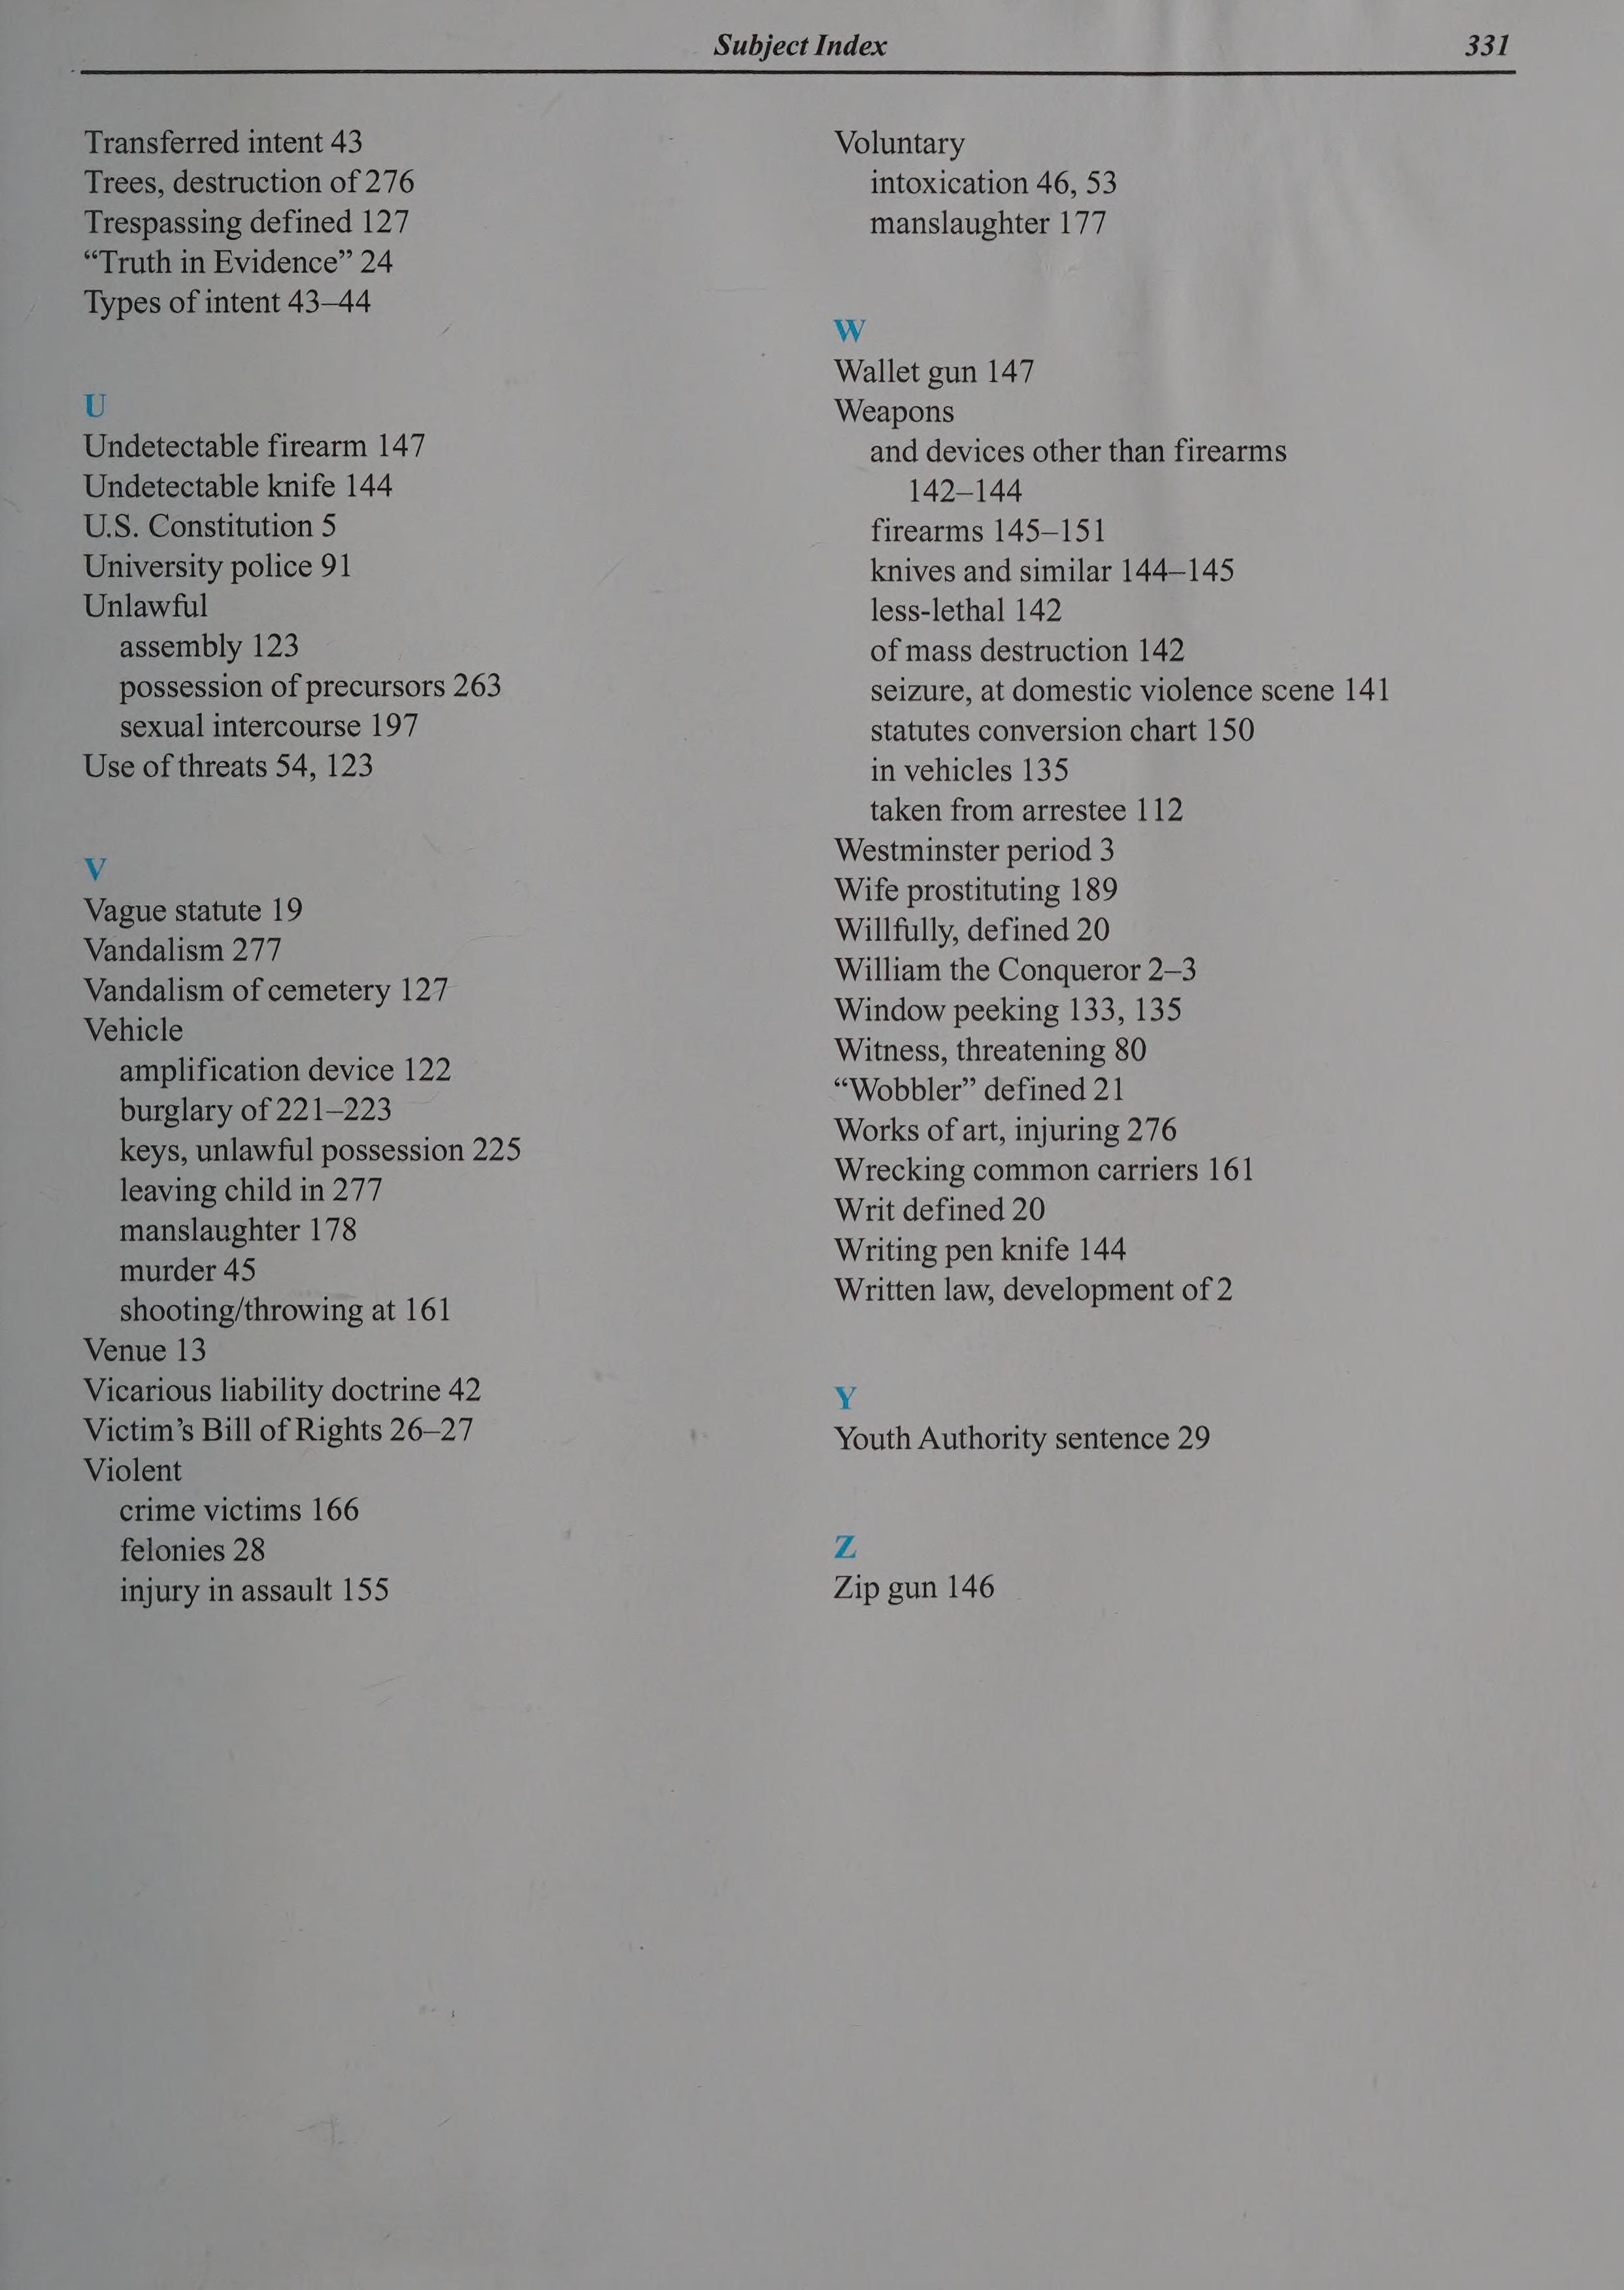 Subject Index 331
Transferred intent 43
Trees, destruction of 276
Trespassing defined 127
“Truth in Evidence” 24
Types of intent 43–44
U
Undetectable firearm 147
Undetectable knife 144
U.S. Constitution 5
University police 91
Unlawful
assembly 123
possession of precursors 263
sexual intercourse 197
Use of threats 54, 123
V
Vague statute 19
Vandalism 277
Vandalism of cemetery 127
Vehicle
amplification device 122
burglary of 221–223
keys, unlawful possession 225
leaving child in 277
manslaughter 178
murder 45
shooting/throwing at 161
Venue 13
Vicarious liability doctrine 42
Victim’s Bill of Rights 26–27
Violent
crime victims 166
felonies 28
injury in assault 155
Voluntary
intoxication 46, 53
manslaughter 177
W
Wallet gun 147
Weapons
and devices other than firearms
142–144
firearms 145–151
knives and similar 144–145
less-lethal 142
of mass destruction 142
seizure, at domestic violence scene 141
statutes conversion chart 150
in vehicles 135
taken from arrestee 112
Westminster period 3
Wife prostituting 189
Willfully, defined 20
William the Conqueror 2–3
Window peeking 133, 135
Witness, threatening 80
“Wobbler” defined 21
Works of art, injuring 276
Wrecking common carriers 161
Writ defined 20
Writing pen knife 144
Written law, development of 2
Y
Youth Authority sentence 29
Z
Zip gun 146